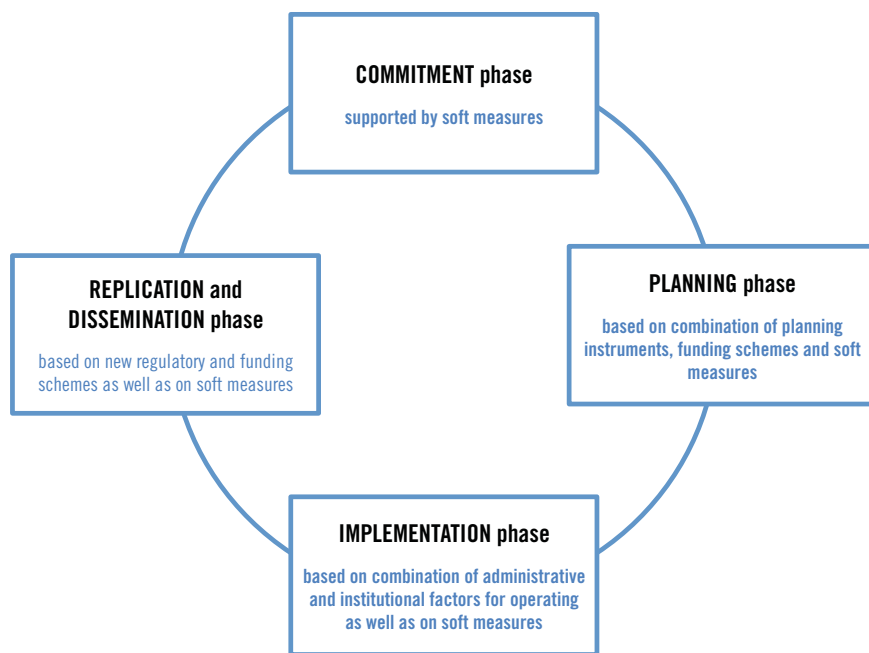 COMMITMENT phase
supported by soft measures
PLANNING phase
based on combination of planning
instruments, funding schemes and soft
measures
REPLICATION and
DISSEMINATION phase
based on new regulatory and funding
schemes as well as on soft measures
IMPLEMENTATION phase
based on combination of administrative
and institutional factors for operating
as well as on soft measures